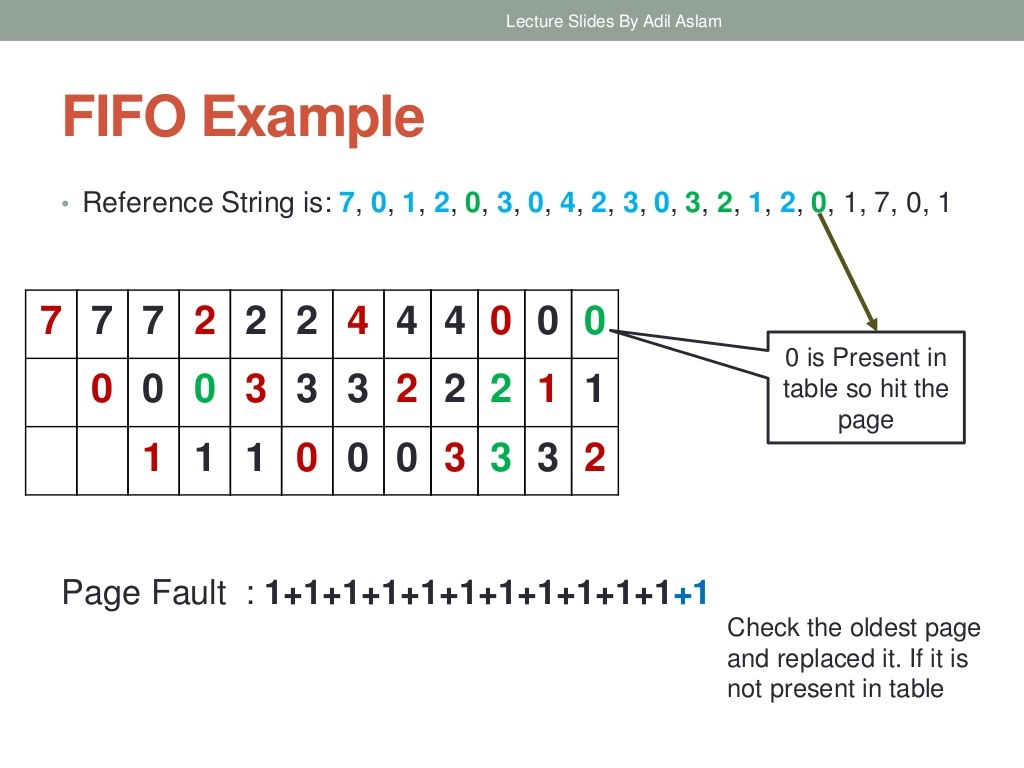 Lecture Slides By Adil Aslam
FIFO Example
• Reference String is: 7, 0, 1, 2, 0, 3, 0, 4, 2, 3, 0, 3, 2, 1, 2, 0, 1, 7, 0, 1
7 7 7 2 2 2 4 4 4 0 0 0
0 0 0 3 3 3 2 2 2 1 1
1 1 1 0 0 0 3 3 3 2
0 is Present in
table so hit the
page
Page Fault : 1+1+1+1+1+1+1+1+1+1+1+1
Check the oldest page
and replaced it. If it is
not present in table